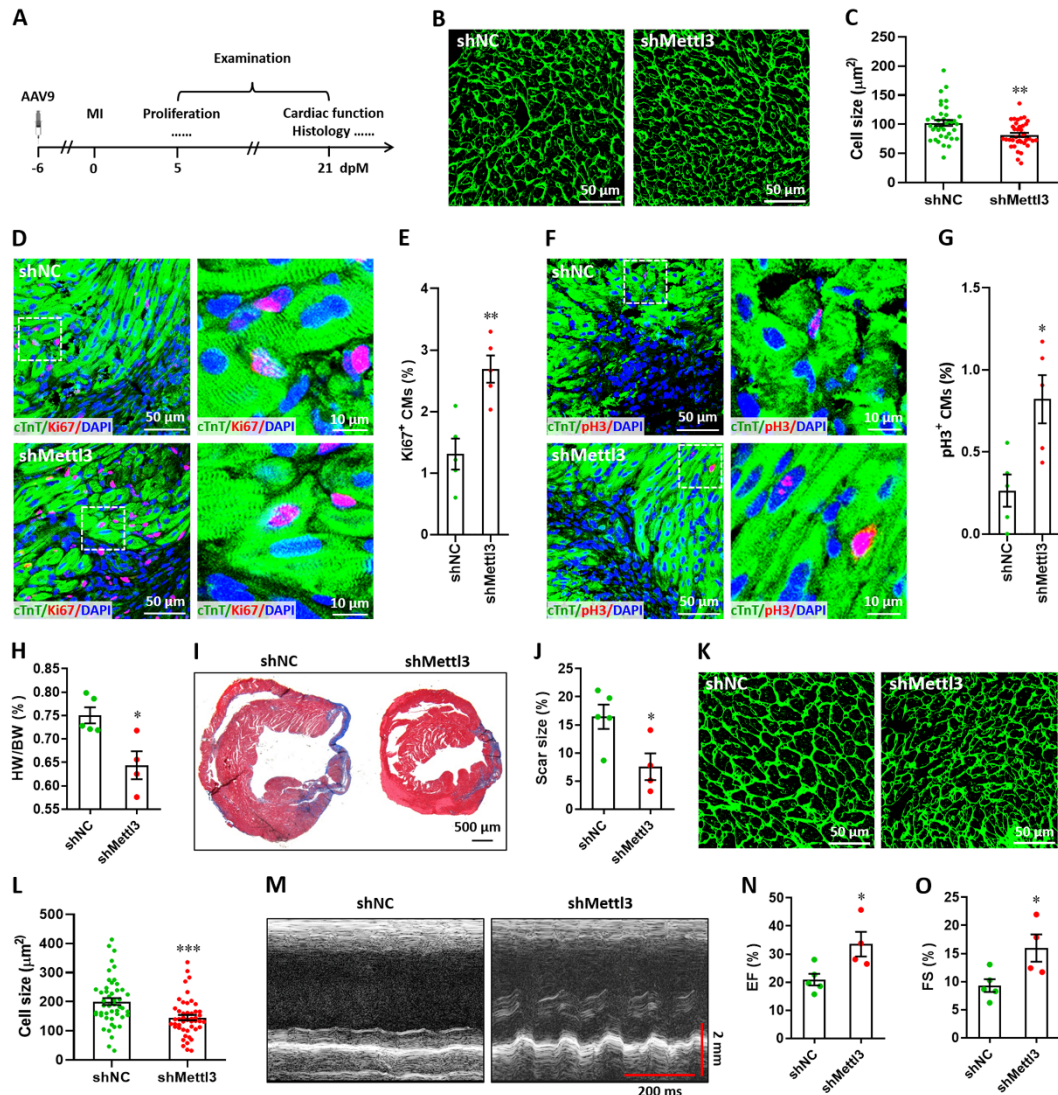 A
Examination
AAV9
MI
Proliferation
......
Cardiac function
Histology ......
-6
0
5
21 dpM
B
shNC
shMettl3
50 μm
50 μm
C
Cell size (μm²)
250
200
150
100
50
0
**
shNC
shMettl3
D
shNC
50 μm
cTnT/Ki67/DAPI
10 μm
cTnT/Ki67/DAPI
shMettl3
50 μm
cTnT/Ki67/DAPI
10 μm
cTnT/Ki67/DAPI
E
Ki67⁺ CMs (%)
4
3
2
1
0
**
shNC
shMettl3
F
shNC
50 μm
cTnT/pH3/DAPI
10 μm
cTnT/pH3/DAPI
shMettl3
50 μm
cTnT/pH3/DAPI
10 μm
cTnT/pH3/DAPI
G
pH3⁺ CMs (%)
1.5
1.0
0.5
0.0
*
shNC
shMettl3
H
HW/BW (%)
0.85
0.80
0.75
0.70
0.65
0.60
0.55
*
shNC
shMettl3
I
shNC
shMettl3
500 μm
J
Scar size (%)
25
20
15
10
5
0
*
shNC
shMettl3
K
shNC
shMettl3
50 μm
50 μm
L
Cell size (μm²)
500
400
300
200
100
0
***
shNC
shMettl3
M
shNC
shMettl3
2 mm
200 ms
N
EF (%)
50
40
30
20
10
0
*
shNC
shMettl3
O
FS (%)
25
20
15
10
5
0
*
shNC
shMettl3